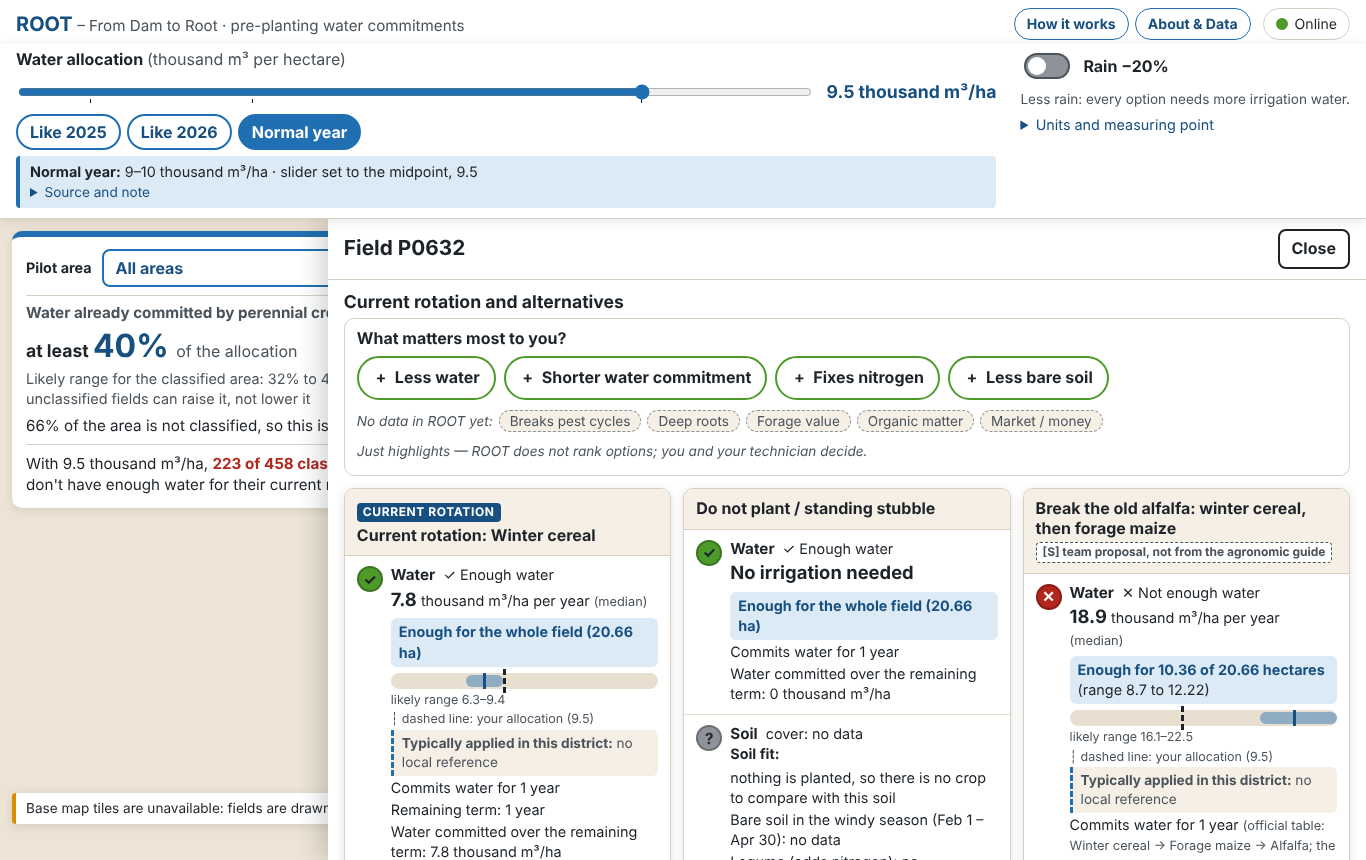 ROOT – From Dam to Root · pre-planting water commitments
How it works
About & Data
Online
Water allocation (thousand m³ per hectare)
9.5 thousand m³/ha
Like 2025
Like 2026
Normal year
Normal year: 9–10 thousand m³/ha · slider set to the midpoint, 9.5
Source and note
Rain −20%
Less rain: every option needs more irrigation water.
Units and measuring point
Pilot area
All areas
Water already committed by perennial
at least 40% of the allocation
Likely range for the classified area: 32% to
unclassified fields can raise it, not lower it
66% of the area is not classified, so this is
With 9.5 thousand m³/ha, 223 of 458
don't have enough water for their current
Base map tiles are unavailable: fields are
Field P0632
Close
Current rotation and alternatives
What matters most to you?
+ Less water
+ Shorter water commitment
+ Fixes nitrogen
+ Less bare soil
No data in ROOT yet: Breaks pest cycles Deep roots Forage value Organic matter Market / money
Just highlights — ROOT does not rank options; you and your technician decide.
CURRENT ROTATION
Current rotation: Winter cereal
Water ✓ Enough water
7.8 thousand m³/ha per year (median)
Enough for the whole field (20.66
ha)
likely range 6.3–9.4
dashed line: your allocation (9.5)
Typically applied in this district: no
local reference
Commits water for 1 year
Remaining term: 1 year
Water committed over the remaining
term: 7.8 thousand m³/ha
Do not plant / standing stubble
Water ✓ Enough water
No irrigation needed
Enough for the whole field (20.66
ha)
Commits water for 1 year
Water committed over the remaining
term: 0 thousand m³/ha
? Soil cover: no data
Soil fit:
nothing is planted, so there is no crop
to compare with this soil
Bare soil in the windy season (Feb 1 –
Apr 30): no data
Break the old alfalfa: winter cereal,
then forage maize
[S] team proposal, not from the agronomic guide
Water ✕ Not enough water
18.9 thousand m³/ha per year
(median)
Enough for 10.36 of 20.66 hectares
(range 8.7 to 12.22)
likely range 16.1–22.5
dashed line: your allocation (9.5)
Typically applied in this district: no
local reference
Commits water for 1 year (official table:
Winter cereal → Forage maize → Alfalfa; the